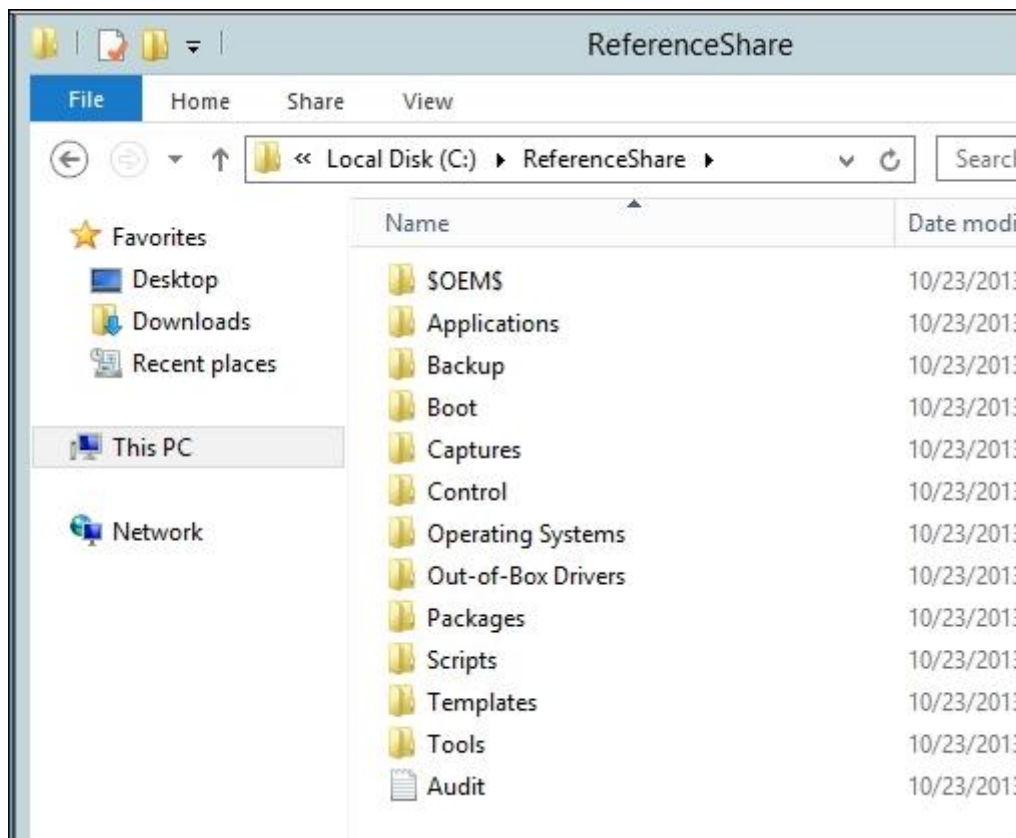 ReferenceShare
File Home Share View
« Local Disk (C:) ReferenceShare Search
Name Date modi
Favorites
Desktop
Downloads
Recent places
This PC
Network
$OEM$ 10/23/2013
Applications 10/23/2013
Backup 10/23/2013
Boot 10/23/2013
Captures 10/23/2013
Control 10/23/2013
Operating Systems 10/23/2013
Out-of-Box Drivers 10/23/2013
Packages 10/23/2013
Scripts 10/23/2013
Templates 10/23/2013
Tools 10/23/2013
Audit 10/23/2013